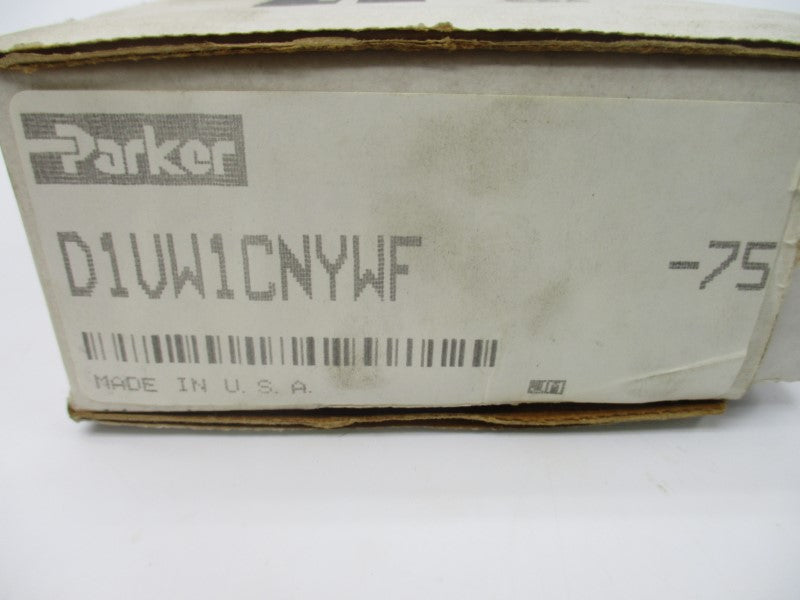 Parker
D1VW1CNYWF -75
MADE IN U.S.A.